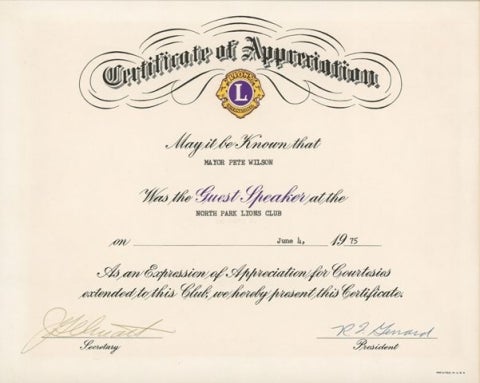 Certificate of Appreciation
LIONS
L
INTERNATIONAL
May it be Known that
MAYOR PETE WILSON
Was the Guest Speaker at the
NORTH PARK LIONS CLUB
on June 4, 1975
As an Expression of Appreciation for Courtesies
extended to this Club, we hereby present this Certificate.
Secretary
President